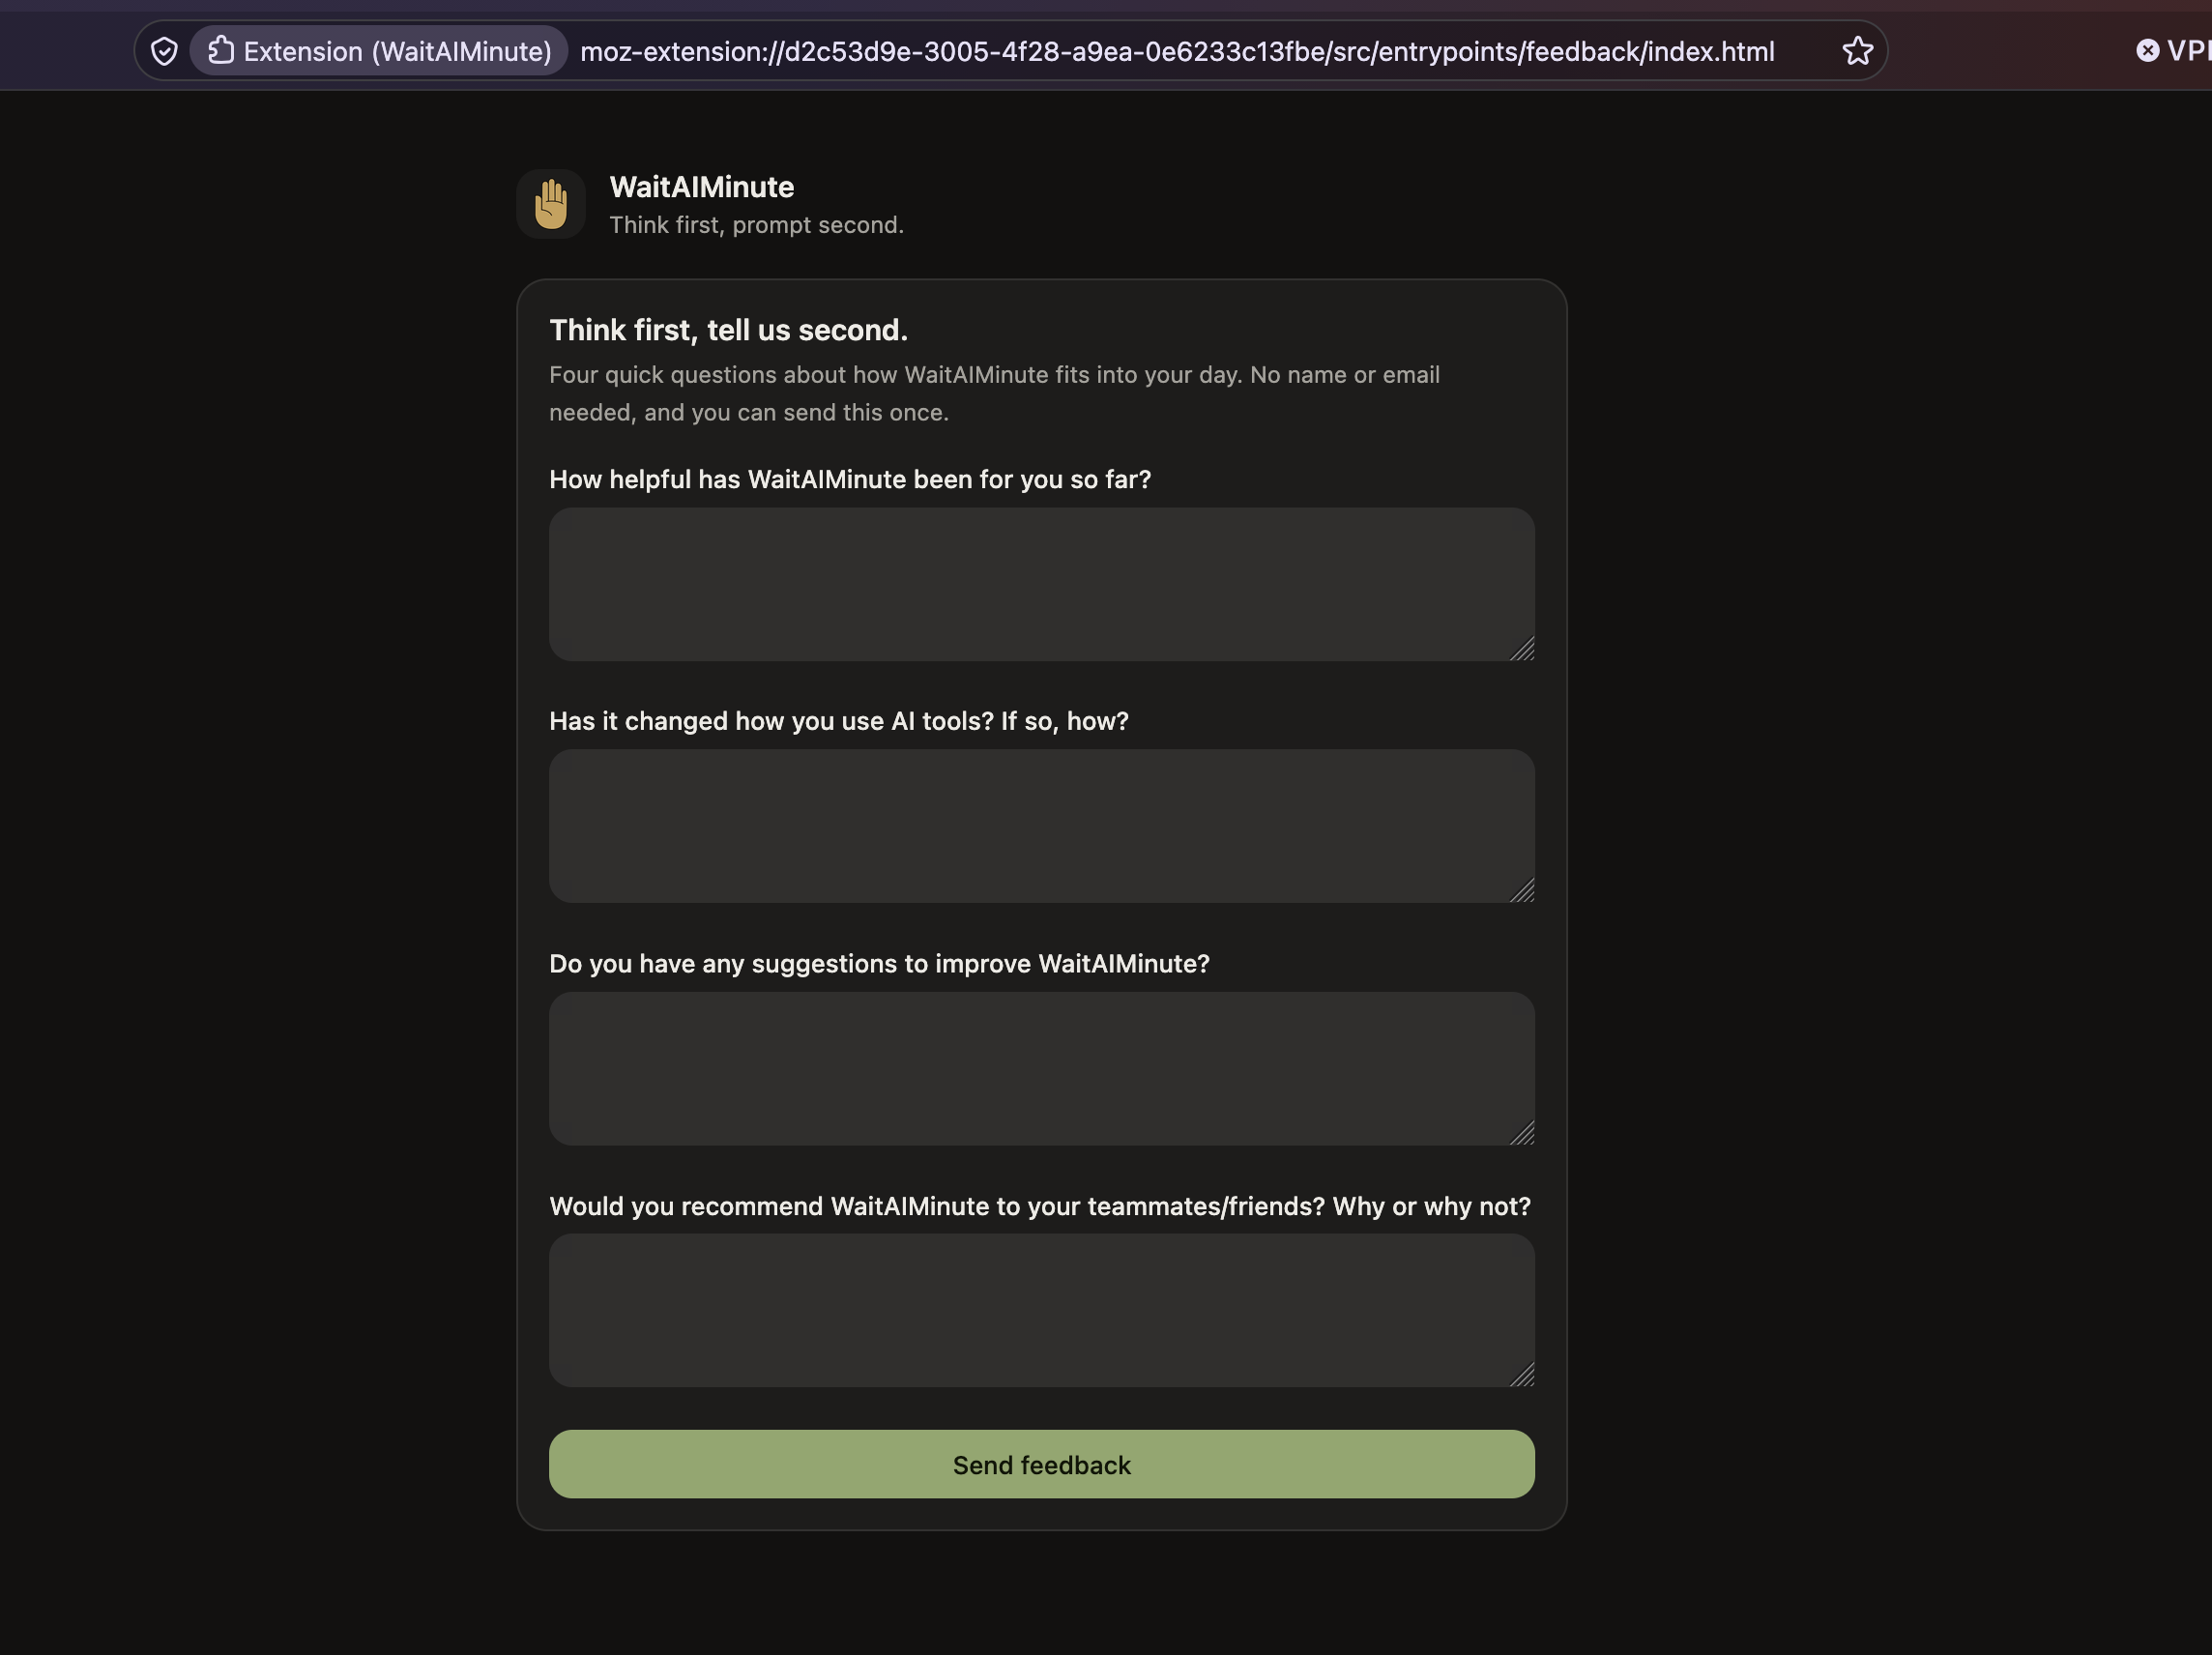 Extension (WaitAIMinute) moz-extension://d2c53d9e-3005-4f28-a9ea-0e6233c13fbe/src/entrypoints/feedback/index.html
WaitAIMinute
Think first, prompt second.
Think first, tell us second.
Four quick questions about how WaitAIMinute fits into your day. No name or email
needed, and you can send this once.
How helpful has WaitAIMinute been for you so far?
Has it changed how you use AI tools? If so, how?
Do you have any suggestions to improve WaitAIMinute?
Would you recommend WaitAIMinute to your teammates/friends? Why or why not?
Send feedback